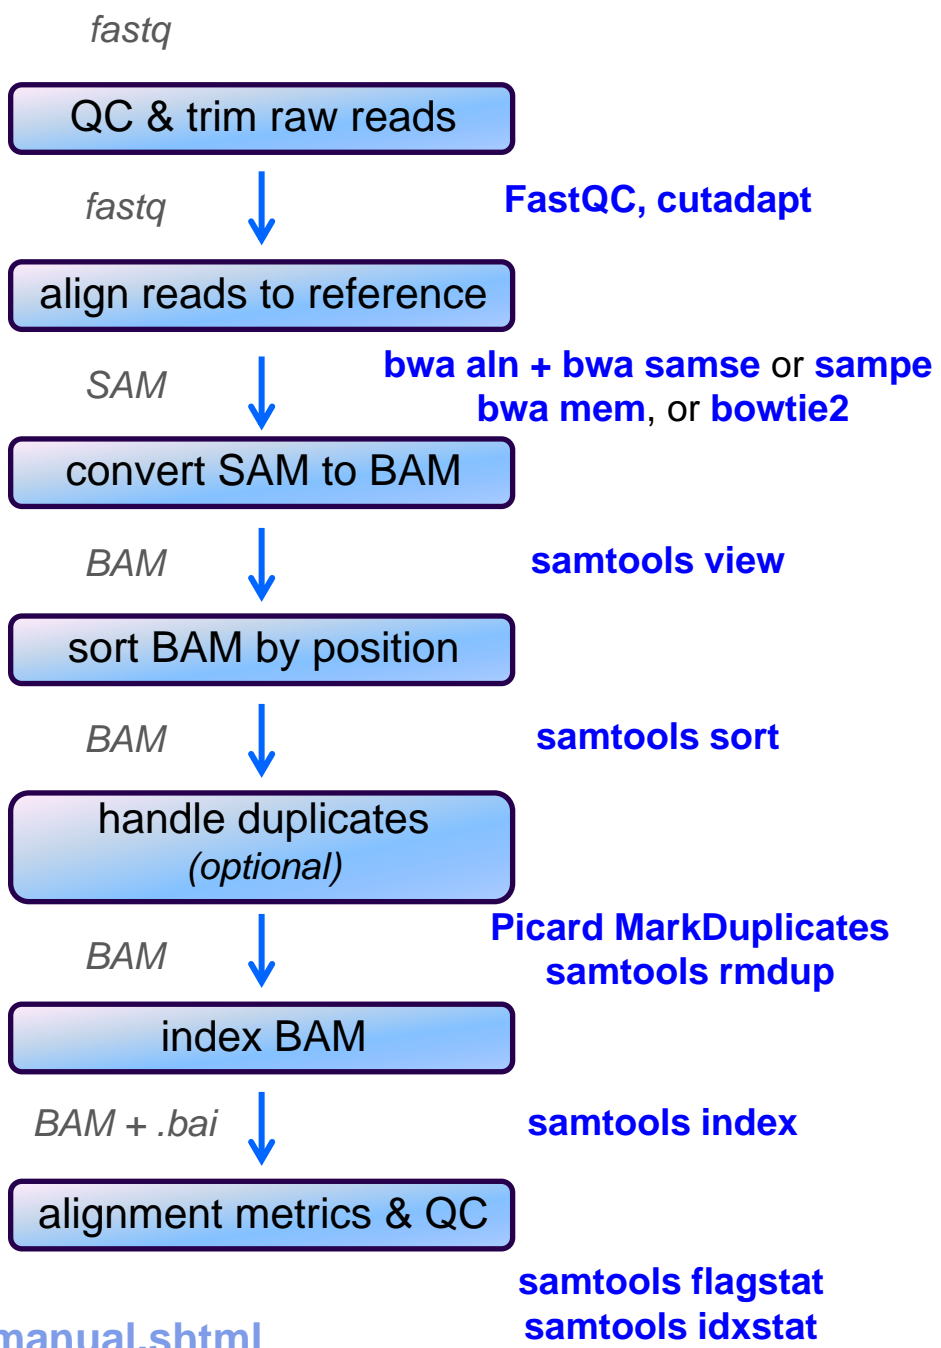 fastq
QC & trim raw reads
fastq
FastQC, cutadapt
align reads to reference
SAM
bwa aln + bwa samse or sampe
bwa mem, or bowtie2
convert SAM to BAM
BAM
samtools view
sort BAM by position
BAM
samtools sort
handle duplicates
(optional)
BAM
Picard MarkDuplicates
samtools rmdup
index BAM
BAM + .bai
samtools index
alignment metrics & QC
samtools flagstat
samtools idxstat
manual.shtml